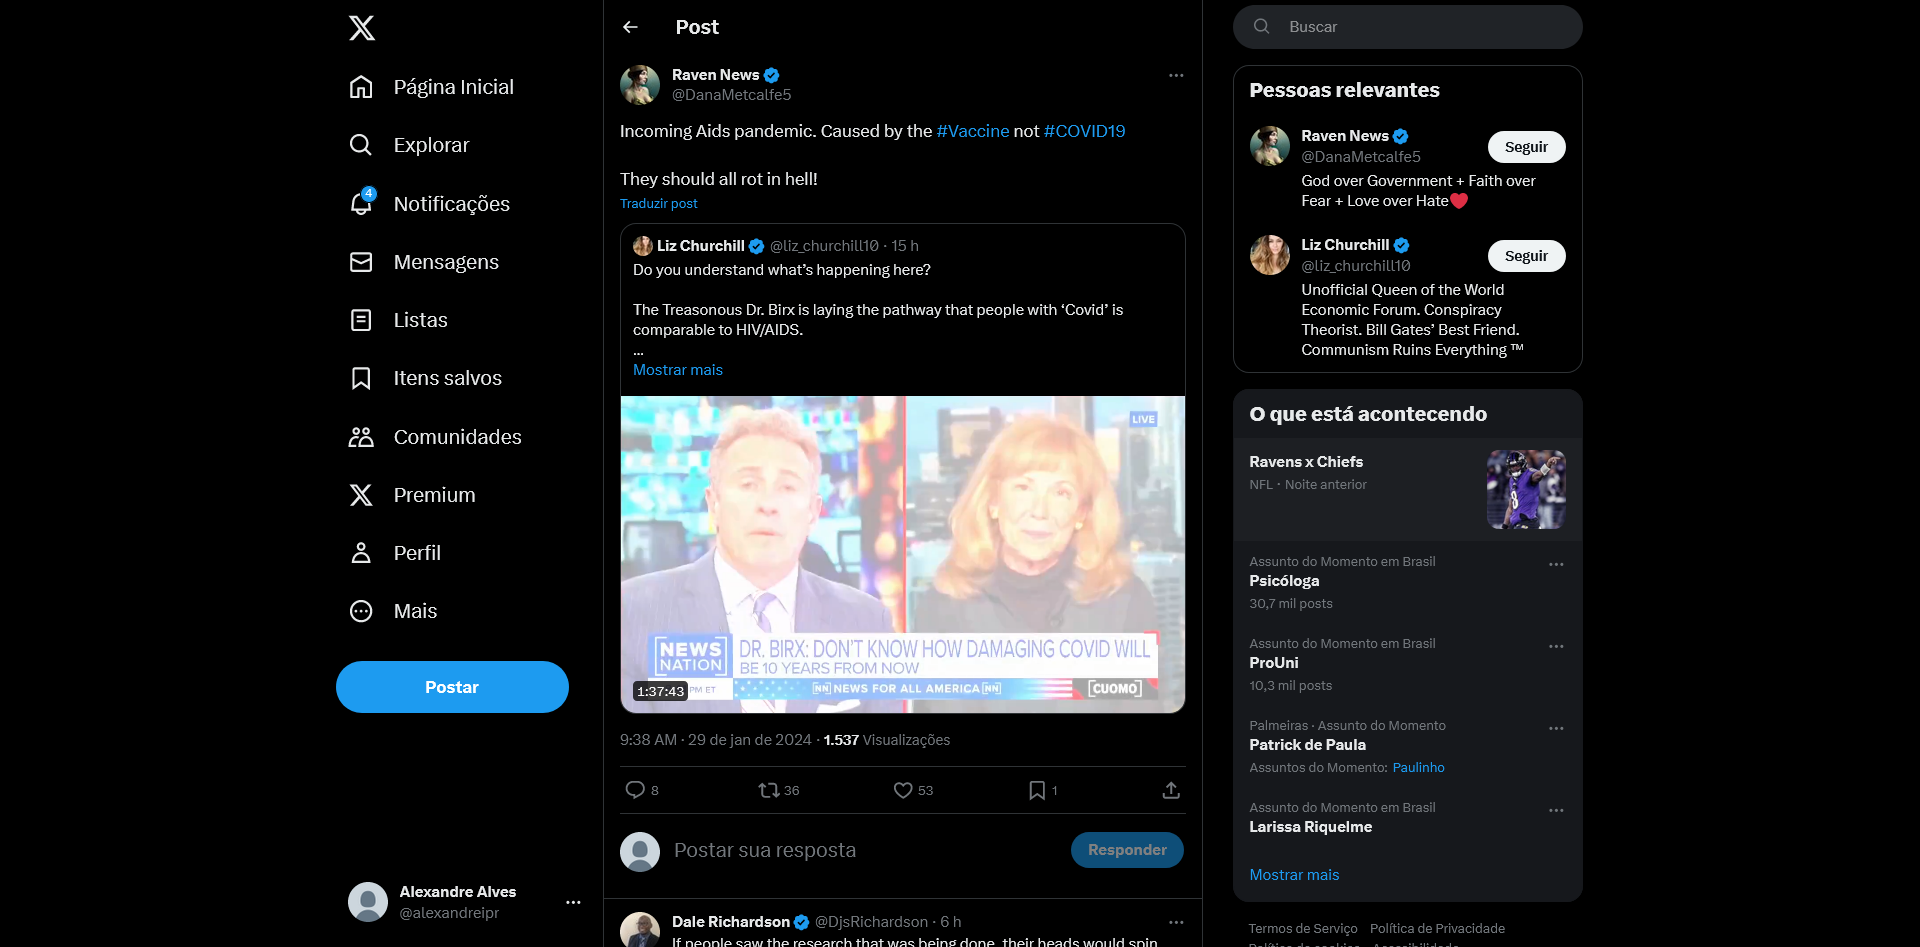 Página Inicial
Explorar
4
Notificações
Mensagens
Listas
Itens salvos
Comunidades
Premium
Perfil
Mais
Postar
Alexandre Alves
@alexandreipr
Post
Raven News
@DanaMetcalfe5
Incoming Aids pandemic. Caused by the #Vaccine not #COVID19
They should all rot in hell!
Traduzir post
Liz Churchill @liz_churchill10 · 15 h
Do you understand what’s happening here?
The Treasonous Dr. Birx is laying the pathway that people with ‘Covid’ is
comparable to HIV/AIDS.
...
Mostrar mais
LIVE
NEWS
NATION
DR. BIRX: DON'T KNOW HOW DAMAGING COVID WILL
BE 10 YEARS FROM NOW
1:37:43
PM ET
[NN] NEWS FOR ALL AMERICA [NN]
[CUOMO]
9:38 AM · 29 de jan de 2024 · 1.537 Visualizações
8
36
53
1
Postar sua resposta
Responder
Dale Richardson @DjsRichardson · 6 h
If people saw the research that was being done, their heads would spin
Buscar
Pessoas relevantes
Raven News
@DanaMetcalfe5
Seguir
God over Government + Faith over
Fear + Love over Hate❤️
Liz Churchill
@liz_churchill10
Seguir
Unofficial Queen of the World
Economic Forum. Conspiracy
Theorist. Bill Gates’ Best Friend.
Communism Ruins Everything ™
O que está acontecendo
Ravens x Chiefs
NFL · Noite anterior
Assunto do Momento em Brasil
Psicóloga
30,7 mil posts
Assunto do Momento em Brasil
ProUni
10,3 mil posts
Palmeiras · Assunto do Momento
Patrick de Paula
Assuntos do Momento: Paulinho
Assunto do Momento em Brasil
Larissa Riquelme
Mostrar mais
Termos de Serviço Política de Privacidade
Política de cookies Acessibilidade